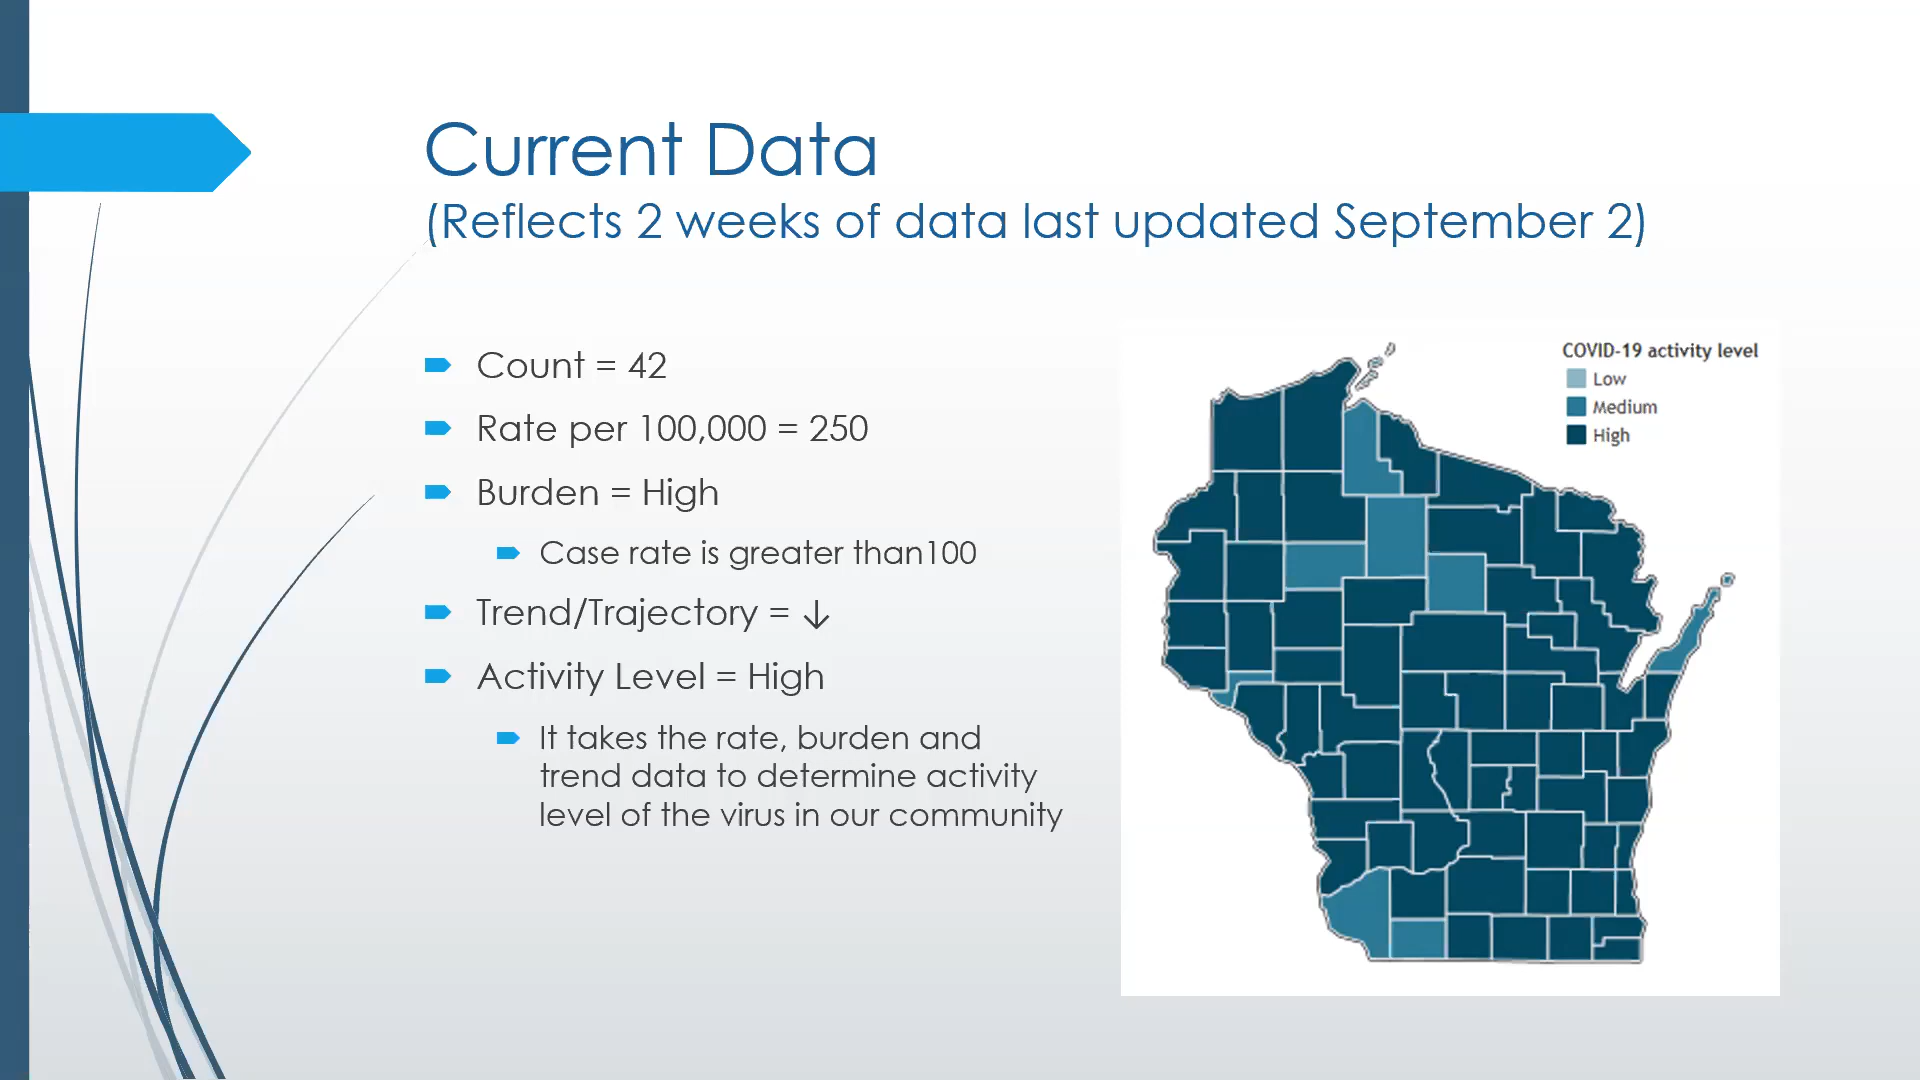 Current Data
(Reflects 2 weeks of data last updated September 2)
Count = 42
Rate per 100,000 = 250
Burden = High
Case rate is greater than100
Trend/Trajectory = ↓
Activity Level = High
It takes the rate, burden and
trend data to determine activity
level of the virus in our community
COVID-19 activity level
Low
Medium
High